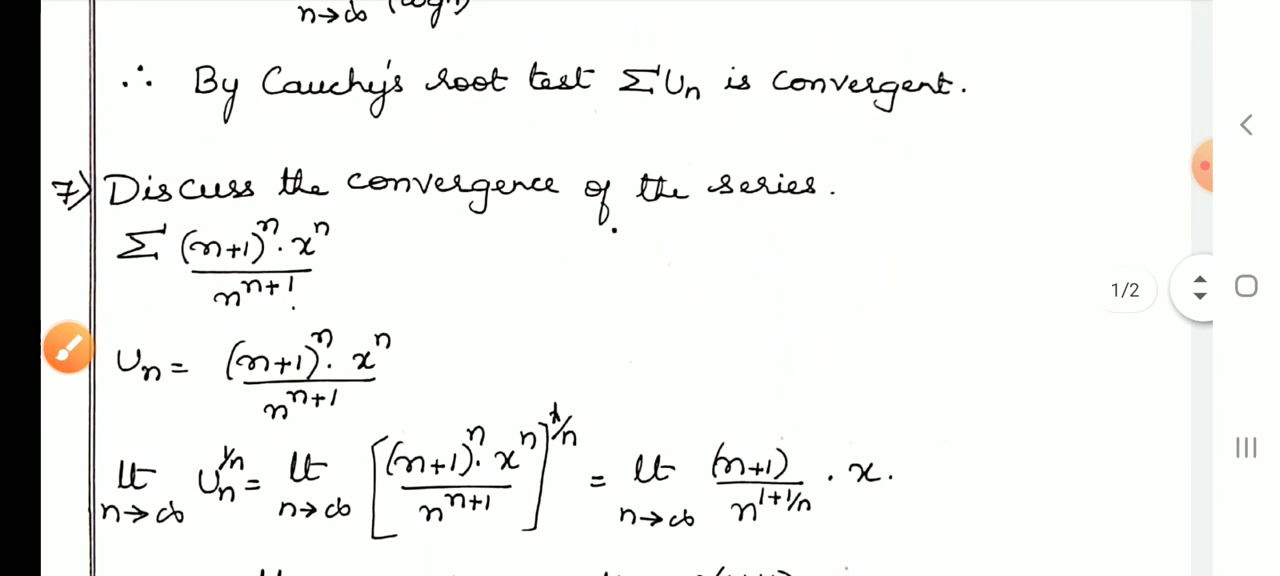 n→∞
∴ By Cauchy's root test ΣUn is convergent.
7) Discuss the convergence of the series.
Σ (n+1)^n . x^n / n^(n+1)
Un = (n+1)^n . x^n / n^(n+1)
lt n→∞ Un^(1/n) = lt n→∞ [(n+1)^n . x^n / n^(n+1)]^(1/n) = lt n→∞ (n+1) / n^(1+1/n) . x.
1/2